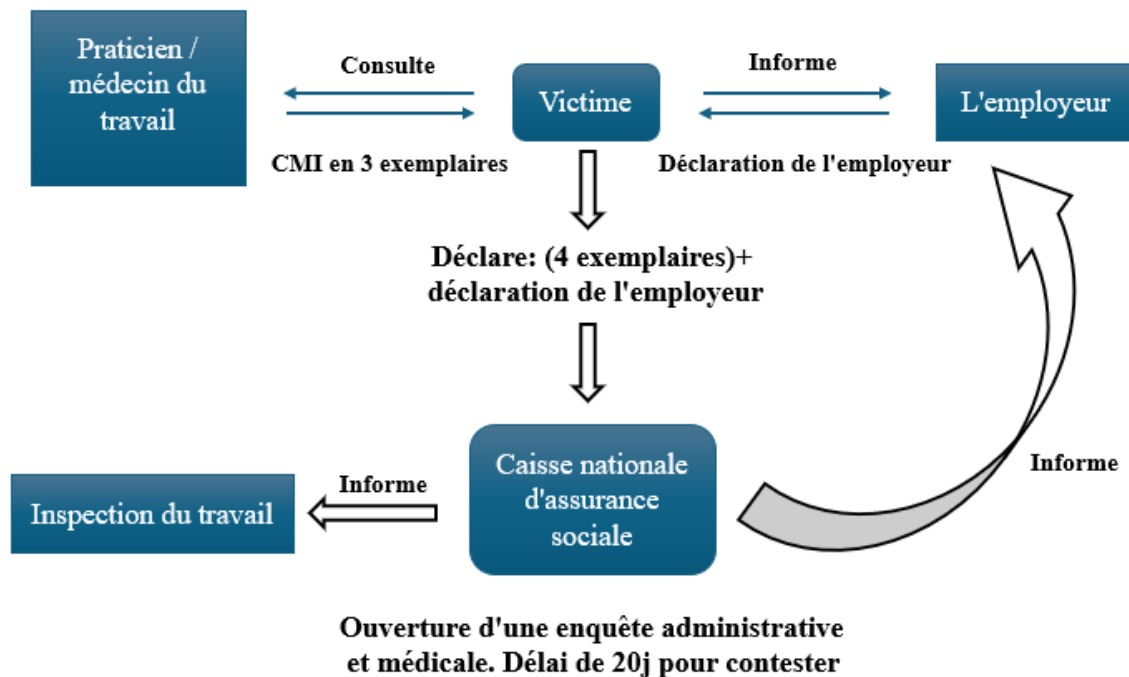 Praticien /
médecin du
travail
Consulte
CMI en 3 exemplaires
Victime
Informe
Déclaration de l'employeur
L'employeur
Déclare: (4 exemplaires)+
déclaration de l'employeur
Caisse nationale
d'assurance
sociale
Informe
Inspection du travail
Informe
Ouverture d'une enquête administrative
et médicale. Délai de 20j pour contester